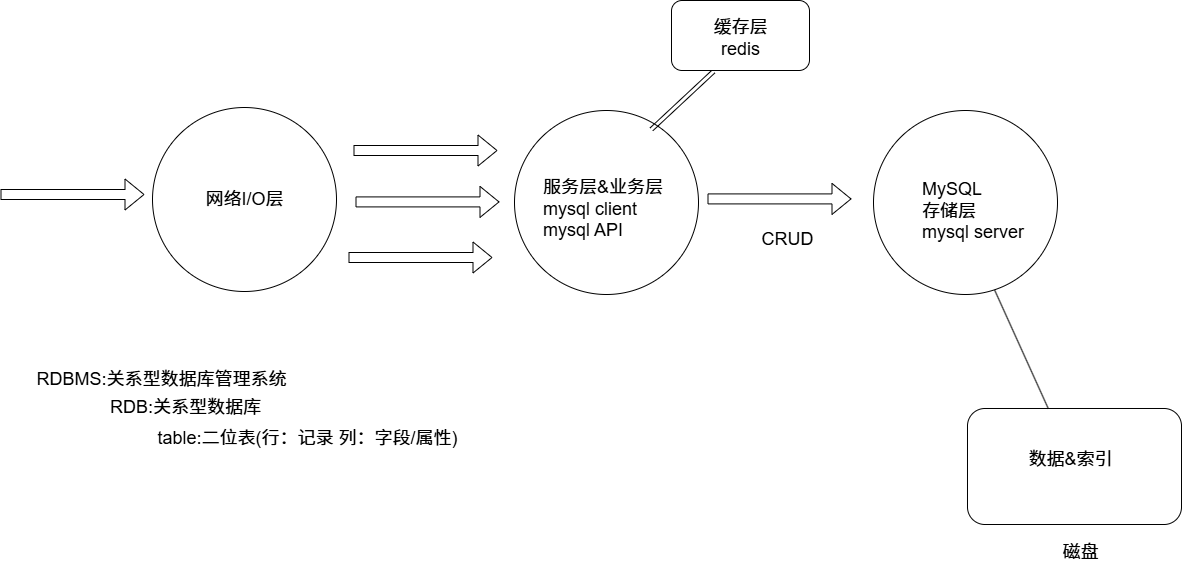 缓存层
redis
网络I/O层
服务层&业务层
mysql client
mysql API
CRUD
MySQL
存储层
mysql server
RDBMS:关系型数据库管理系统
RDB:关系型数据库
table:二位表(行：记录 列：字段/属性)
数据&索引
磁盘